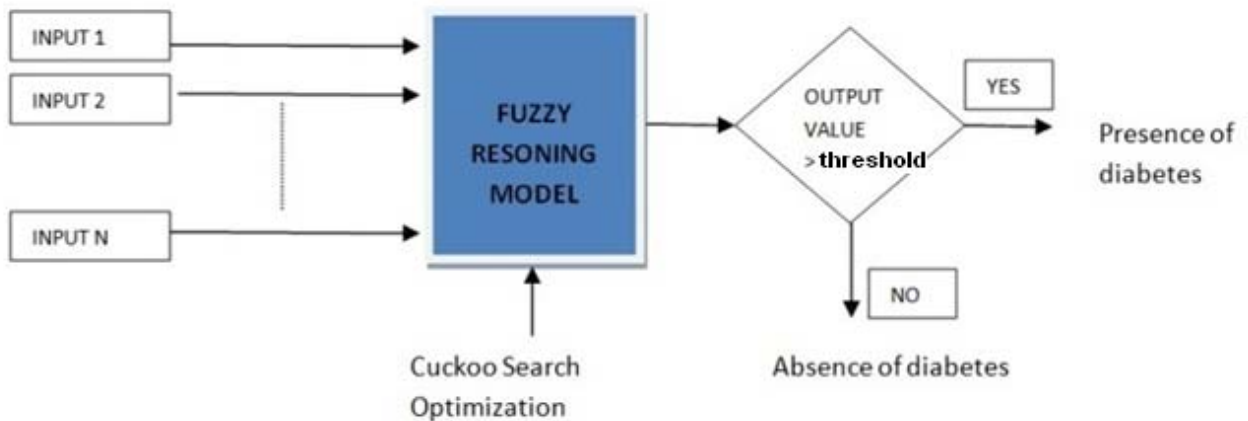 INPUT 1
INPUT 2
INPUT N
FUZZY
RESONING
MODEL
Cuckoo Search
Optimization
OUTPUT
VALUE
> threshold
YES
Presence of
diabetes
NO
Absence of diabetes